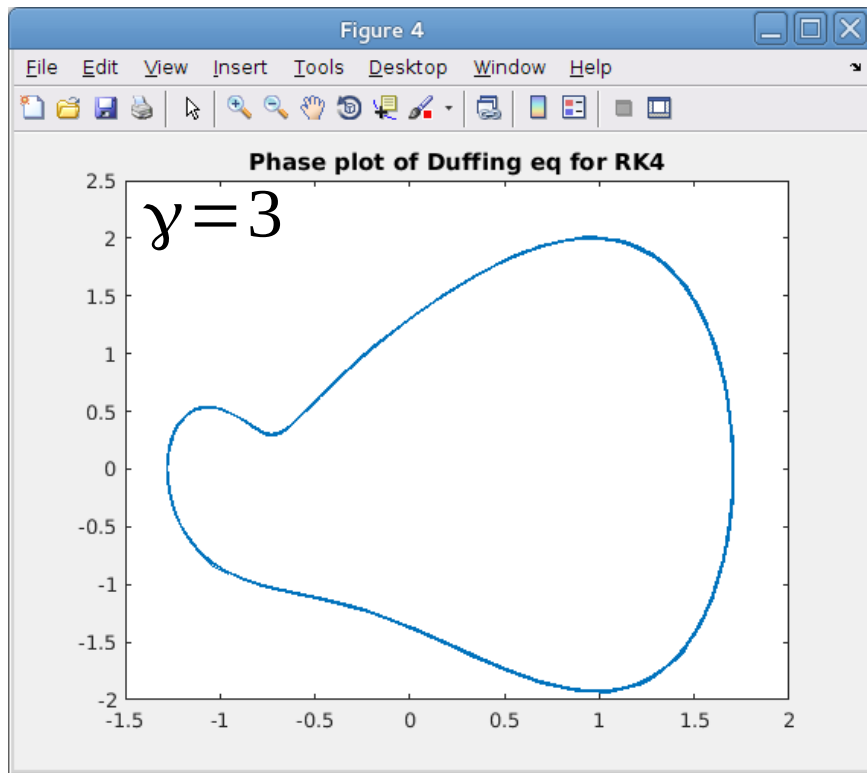 Figure 4
File Edit View Insert Tools Desktop Window Help
Phase plot of Duffing eq for RK4
γ=3
2.5
2
1.5
1
0.5
0
-0.5
-1
-1.5
-2
-1.5 -1 -0.5 0 0.5 1 1.5 2